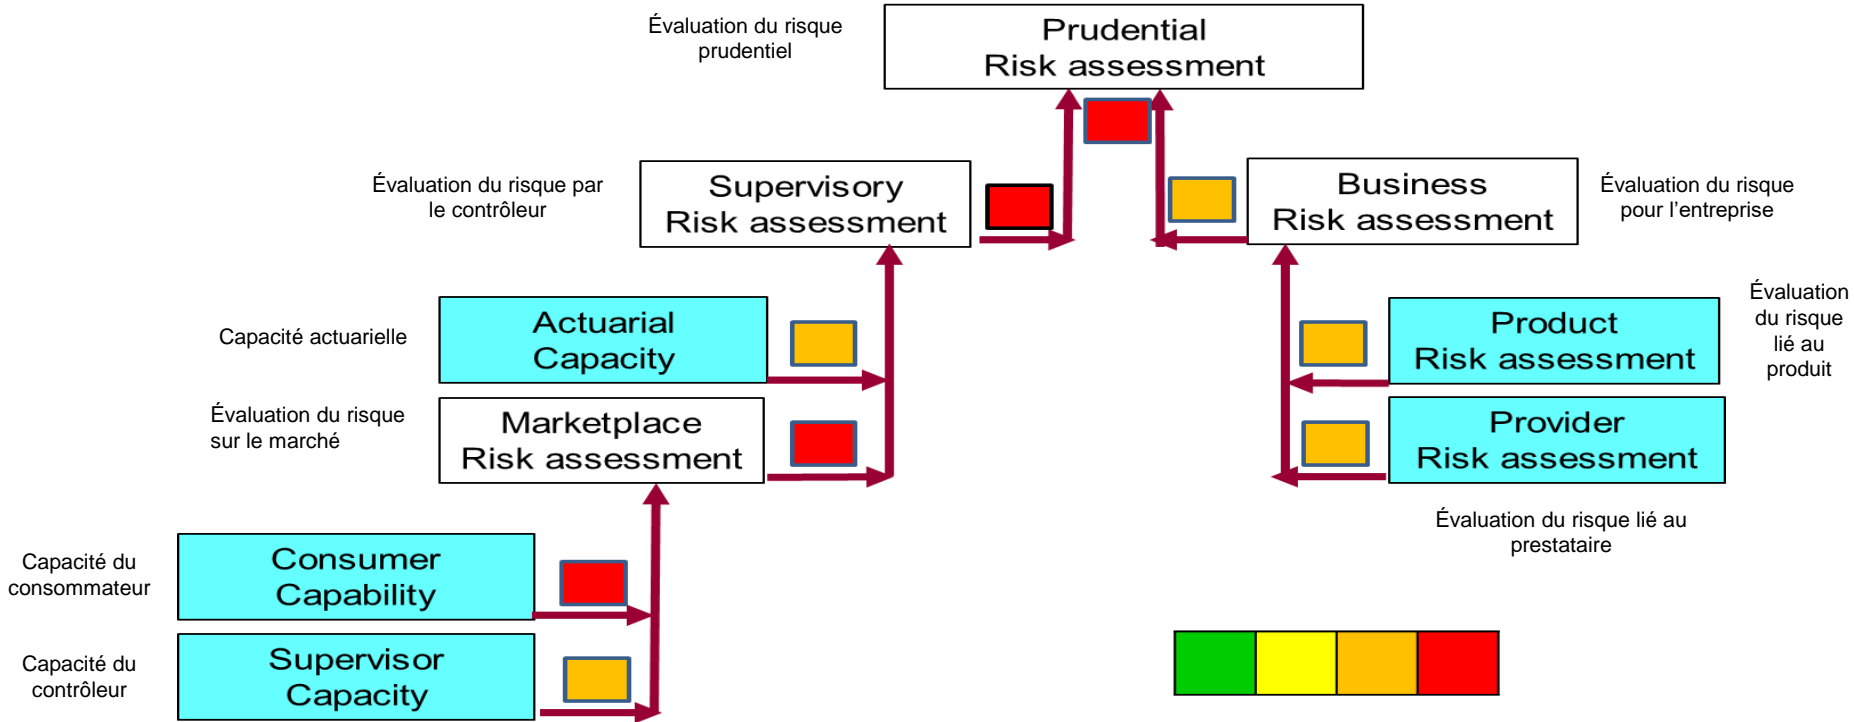 Évaluation du risque
prudentiel
Prudential
Risk assessment
Évaluation du risque par
le contrôleur
Supervisory
Risk assessment
Business
Risk assessment
Évaluation du risque
pour l’entreprise
Capacité actuarielle
Actuarial
Capacity
Product
Risk assessment
Évaluation
du risque
lié au
produit
Évaluation du risque
sur le marché
Marketplace
Risk assessment
Provider
Risk assessment
Évaluation du risque lié au
prestataire
Capacité du
consommateur
Consumer
Capability
Capacité du
contrôleur
Supervisor
Capacity